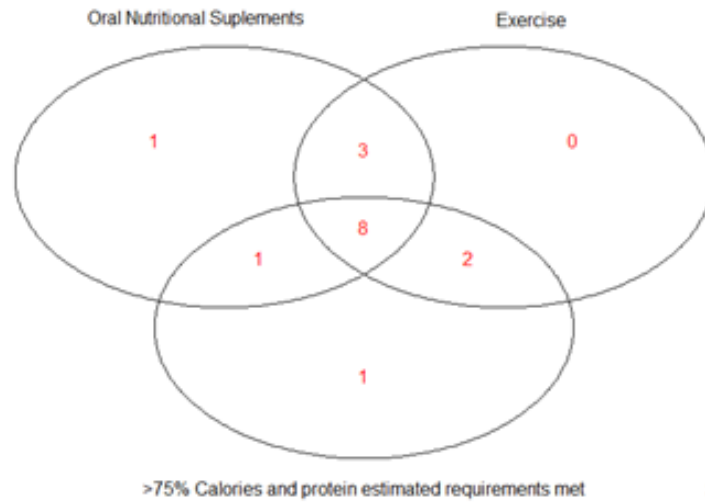 Oral Nutritional Suplements
Exercise
1
3
0
8
1
2
1
>75% Calories and protein estimated requirements met